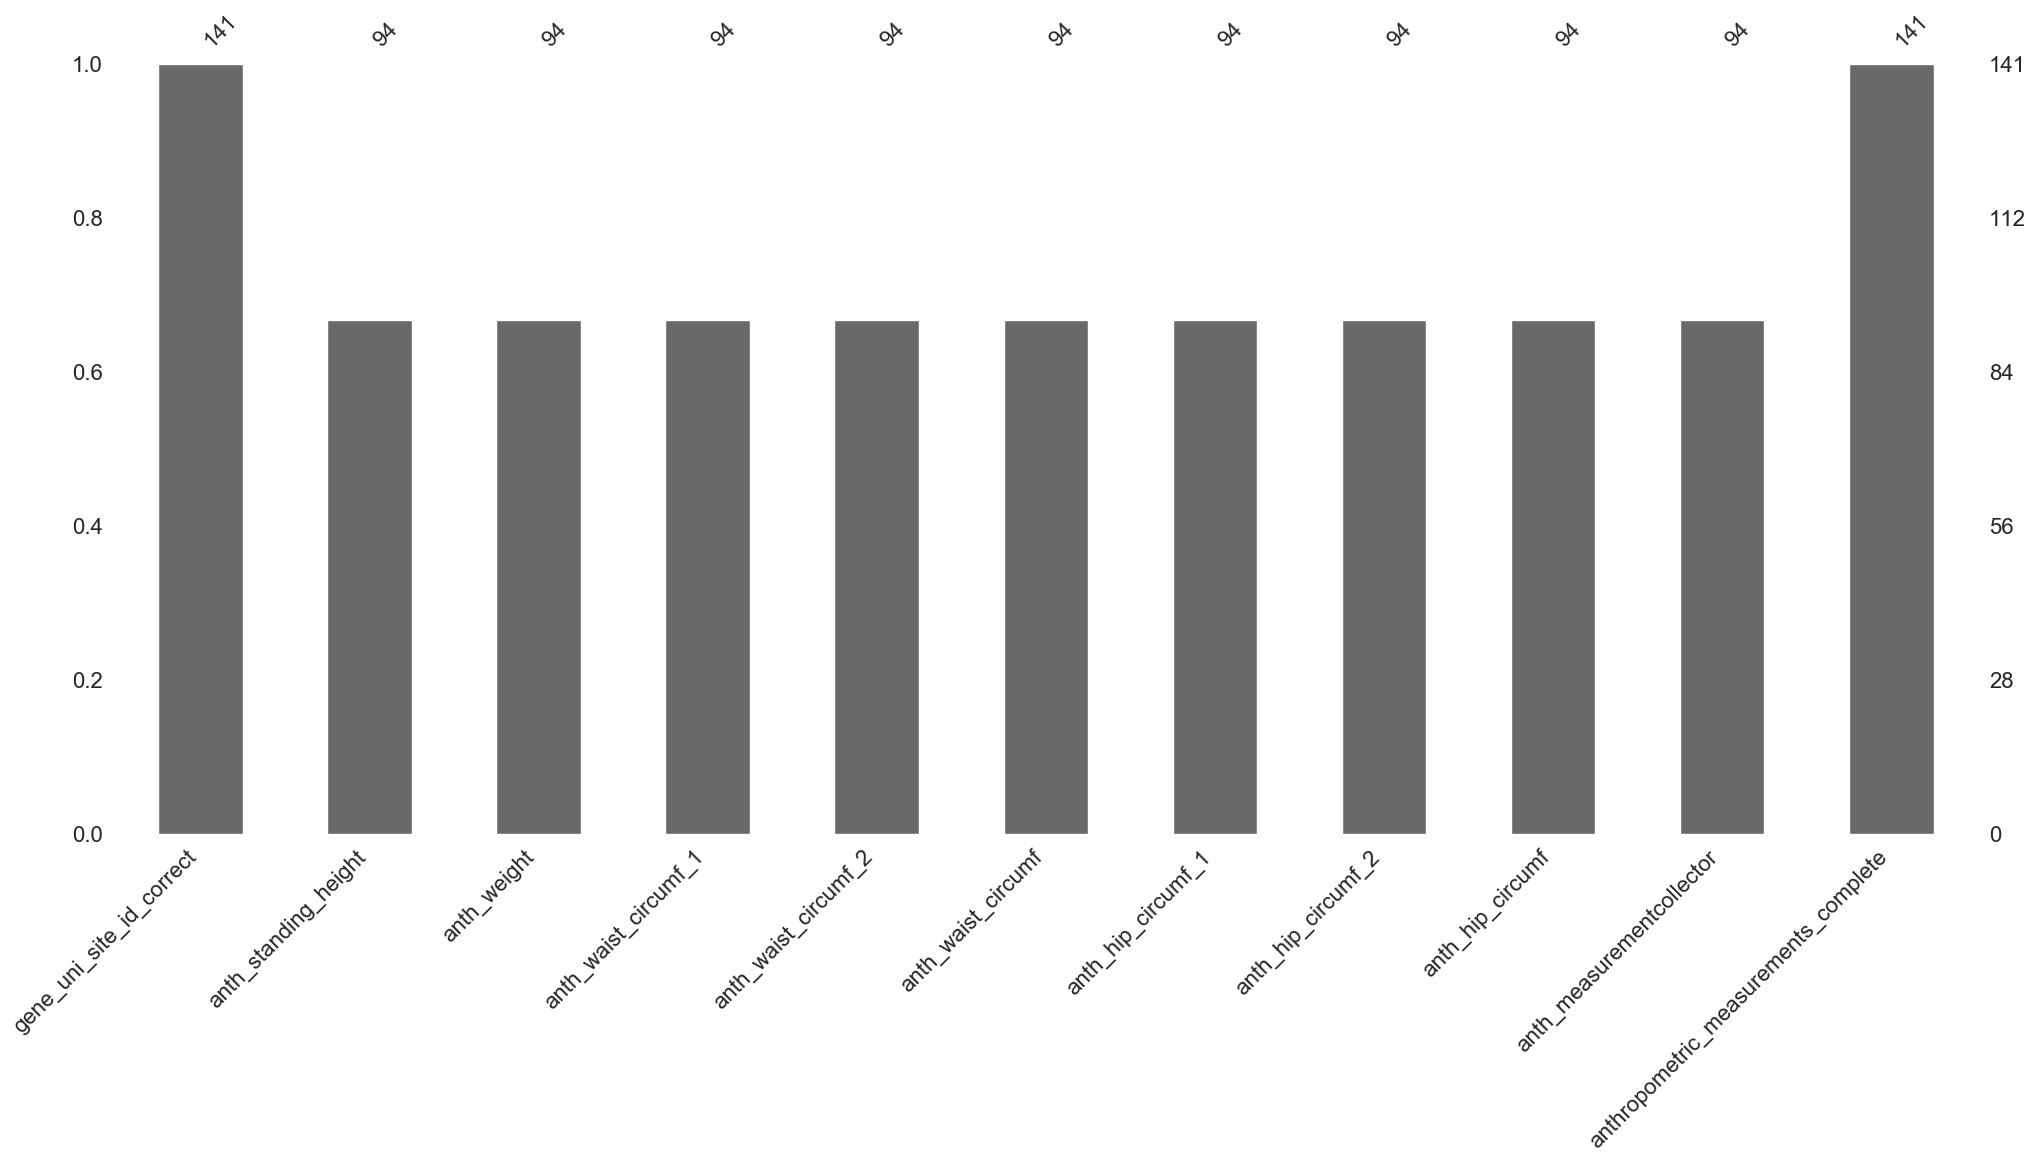 141 94 94 94 94 94 94 94 94 94 141
1.0 141
0.8 112
0.6 84
0.4 56
0.2 28
0.0 0
gene_uni_site_id_correct
anth_standing_height
anth_weight
anth_waist_circumf_1
anth_waist_circumf_2
anth_waist_circumf
anth_hip_circumf_1
anth_hip_circumf_2
anth_hip_circumf
anth_measurementcollector
anthropometric_measurements_complete